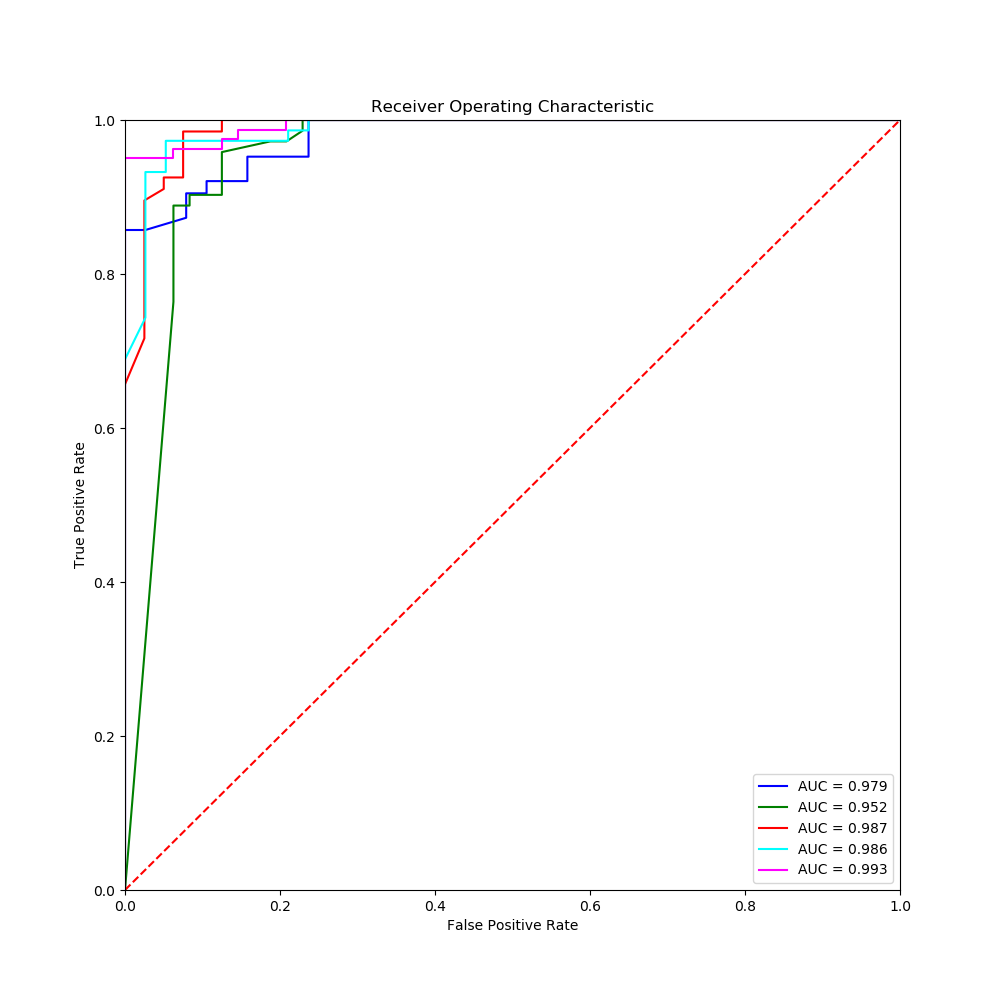 Receiver Operating Characteristic
1.0
0.8
0.6
0.4
0.2
0.0
True Positive Rate
0.0 0.2 0.4 0.6 0.8 1.0
False Positive Rate
AUC = 0.979
AUC = 0.952
AUC = 0.987
AUC = 0.986
AUC = 0.993